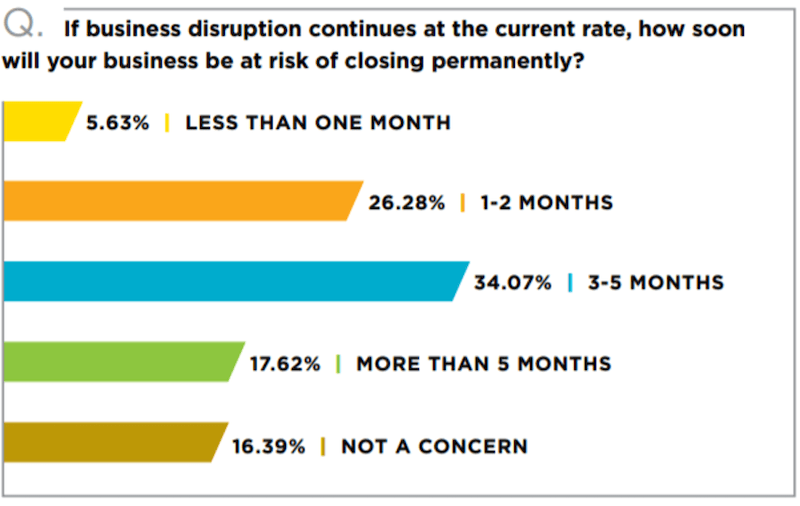 Q. If business disruption continues at the current rate, how soon
will your business be at risk of closing permanently?
5.63% | LESS THAN ONE MONTH
26.28% | 1-2 MONTHS
34.07% | 3-5 MONTHS
17.62% | MORE THAN 5 MONTHS
16.39% | NOT A CONCERN